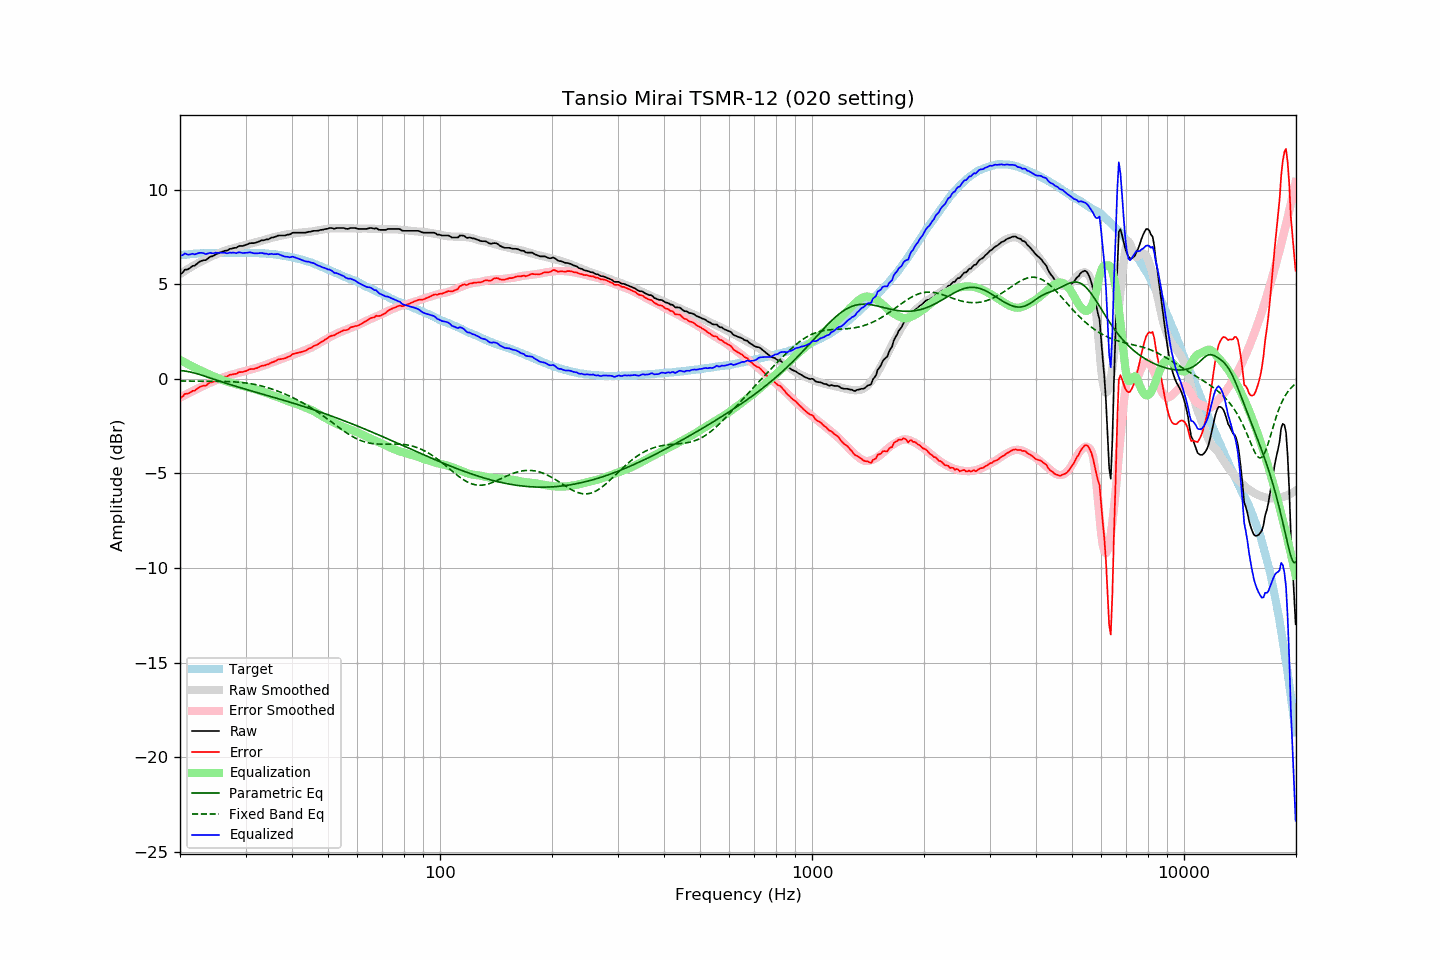 Tansio Mirai TSMR-12 (020 setting)
Amplitude (dBr)
10
5
0
−5
−10
−15
−20
−25
Target
Raw Smoothed
Error Smoothed
Raw
Error
Equalization
Parametric Eq
Fixed Band Eq
Equalized
100
1000
10000
Frequency (Hz)